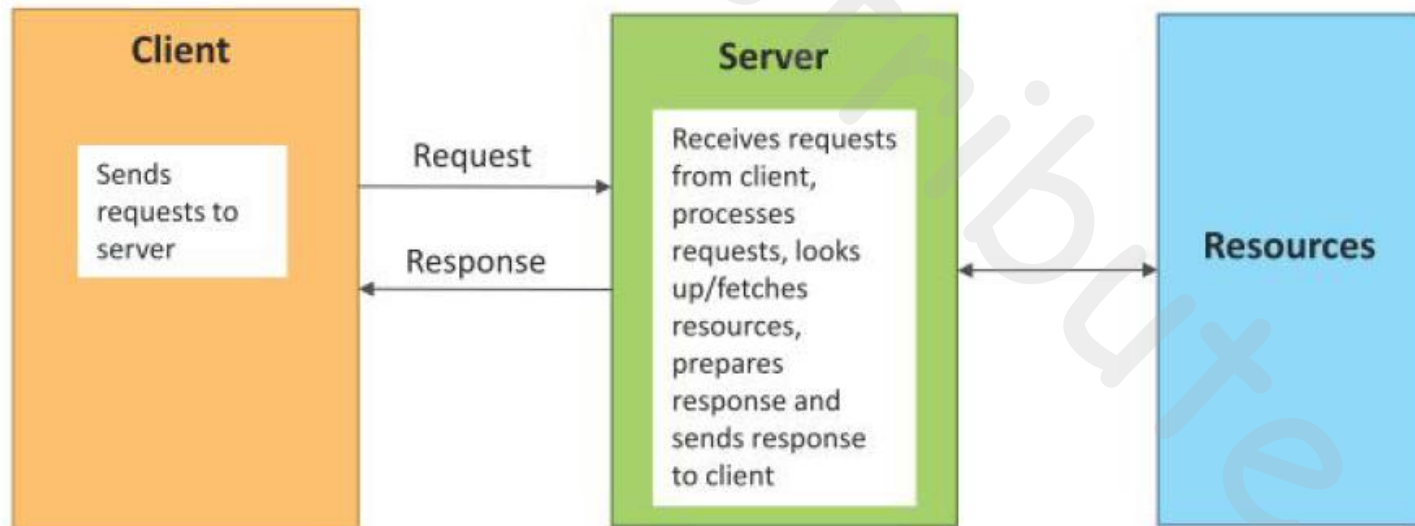 Client
Sends
requests to
server
Request
Response
Server
Receives requests
from client,
processes
requests, looks
up/fetches
resources,
prepares
response and
sends response
to client
Resources
ribute